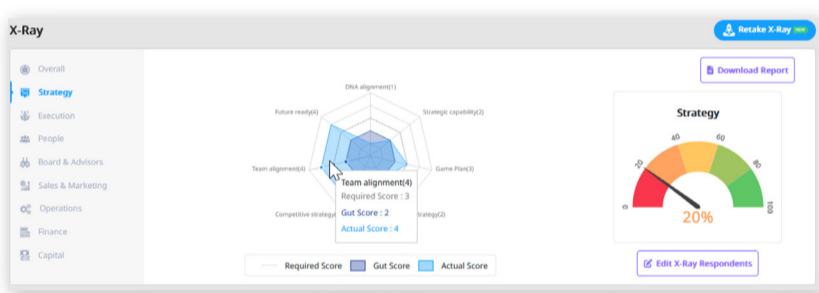 X-Ray
Retake X-Ray
Overall
Strategy
Execution
People
Board & Advisors
Sales & Marketing
Operations
Finance
Capital
DNA alignment(1)
Future ready(4)
Strategic capability(2)
Team alignment(4)
Game Plan(3)
Competitive strategy
trategy(2)
Team alignment(4)
Required Score : 3
Gut Score : 2
Actual Score : 4
Required Score
Gut Score
Actual Score
Download Report
Strategy
0
20
40
60
80
100
20%
Edit X-Ray Respondents